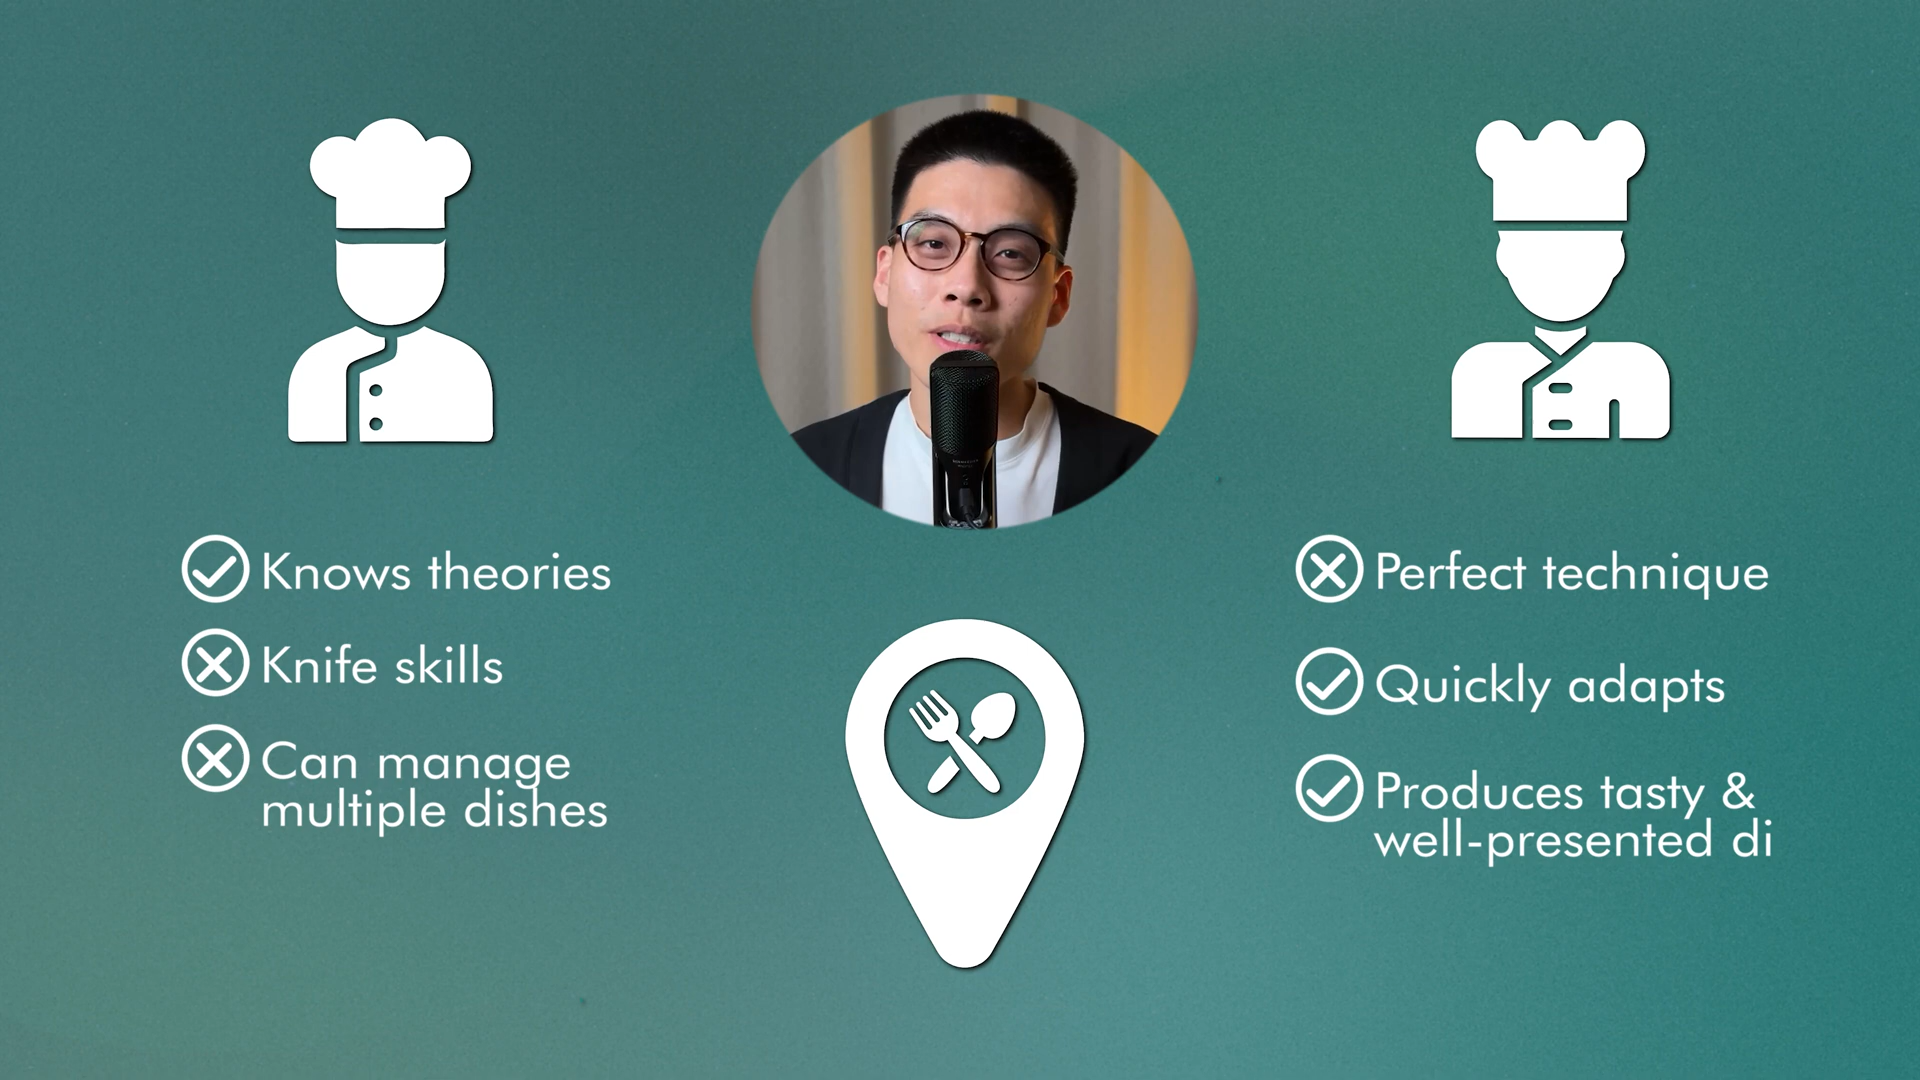 Knows theories
Knife skills
Can manage
multiple dishes
Perfect technique
Quickly adapts
Produces tasty &
well-presented di